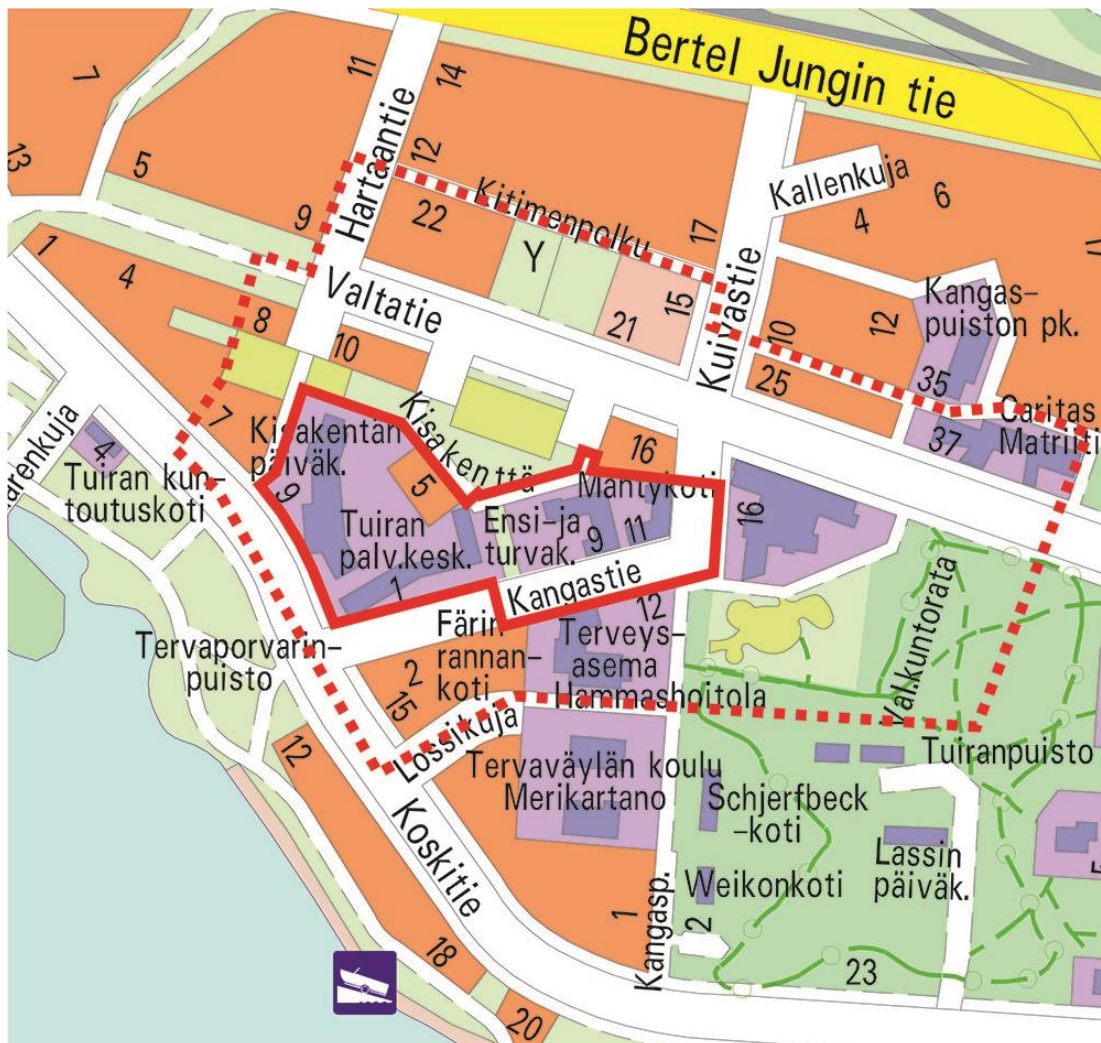 Bertel Jungin tie
7
11
14
13
5
9
Hartaantie
12
Kitimenpolku
17
Kallenkuja
4
6
22
Y
1
4
Valtatie
21
15
Kuivastie
10
12
Kangas-
puiston pk.
8
10
25
35
7
Kisakenttä
37
Caritas
Matriiti
4
Tuiran kun-
toutuskoti
Kisakentän
päiväk.
9
5
16
Mäntykoti
Tuiran
palv.kesk.
1
Ensi-ja
turvak.
9
11
16
Kangastie
12
Tervaporvarin-
puisto
Färin
rannan-
koti
2
15
Terveys-
asema
Hammashoitola
Val.kuntorata
Lossikuja
12
Tervaväylän koulu
Merikartano
Tuiranpuisto
Schjerfbeck
-koti
Koskitie
Lassin
päiväk.
Weikonkoti
1
Kangasp.
2
18
23
20